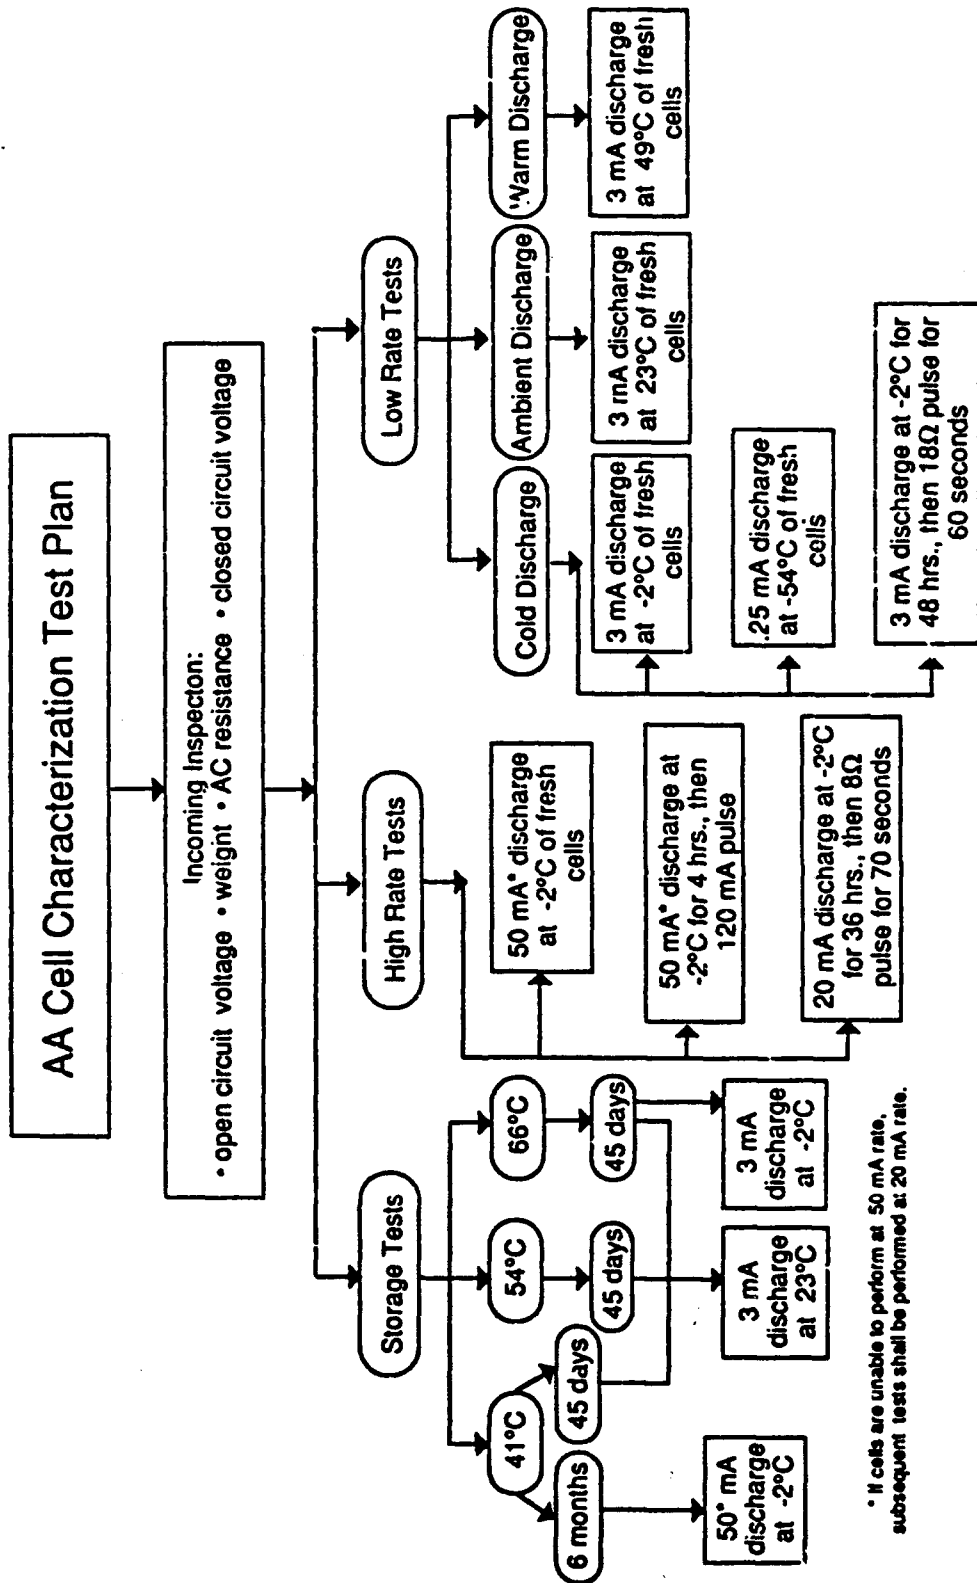 AA Cell Characterization Test Plan
Incoming Inspecton:
• open circuit voltage • weight • AC resistance • closed circuit voltage
Storage Tests
High Rate Tests
Low Rate Tests
41°C
54°C
66°C
6 months
45 days
45 days
45 days
50* mA
discharge
at -2°C
3 mA
discharge
at 23°C
3 mA
discharge
at -2°C
50 mA* discharge
at -2°C of fresh
cells
50 mA* discharge at
-2°C for 4 hrs., then
120 mA pulse
20 mA discharge at -2°C
for 36 hrs., then 8Ω
pulse for 70 seconds
Cold Discharge
Ambient Discharge
Warm Discharge
3 mA discharge
at -2°C of fresh
cells
3 mA discharge
at 23°C of fresh
cells
3 mA discharge
at 49°C of fresh
cells
.25 mA discharge
at -54°C of fresh
cells
3 mA discharge at -2°C for
48 hrs., then 18Ω pulse for
60 seconds
* If cells are unable to perform at 50 mA rate,
subsequent tests shall be performed at 20 mA rate.